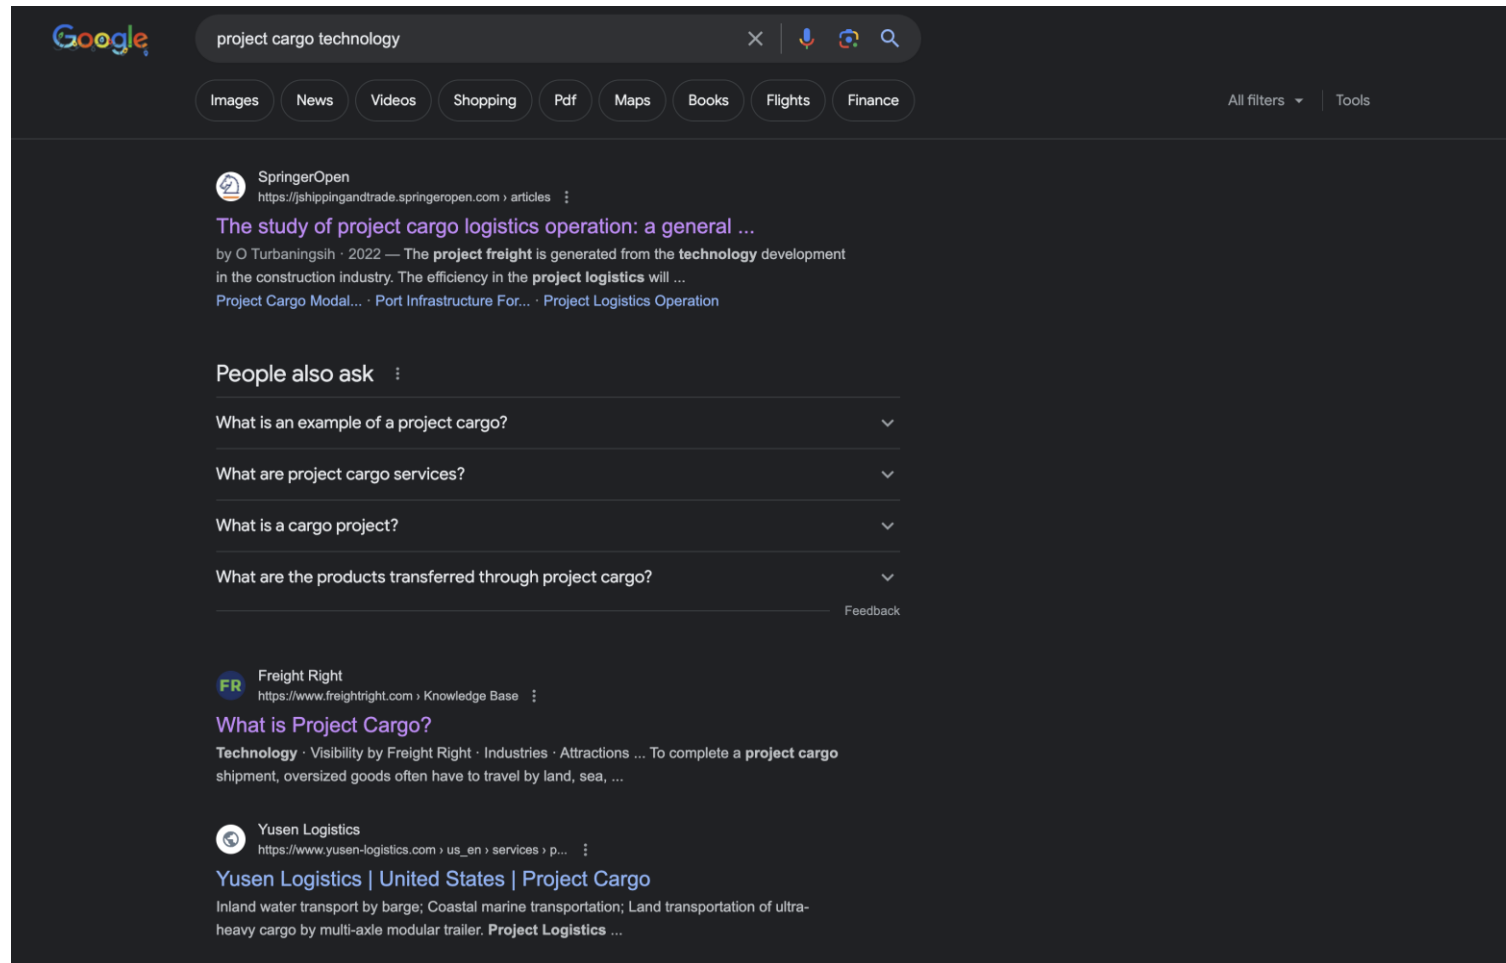 Google
project cargo technology
Images
News
Videos
Shopping
Pdf
Maps
Books
Flights
Finance
All filters
Tools
SpringerOpen
https://jshippingandtrade.springeropen.com › articles
The study of project cargo logistics operation: a general ...
by O Turbaningsih · 2022 — The project freight is generated from the technology development
in the construction industry. The efficiency in the project logistics will ...
Project Cargo Modal... · Port Infrastructure For... · Project Logistics Operation
People also ask
What is an example of a project cargo?
What are project cargo services?
What is a cargo project?
What are the products transferred through project cargo?
Feedback
FR
Freight Right
https://www.freightright.com › Knowledge Base
What is Project Cargo?
Technology · Visibility by Freight Right · Industries · Attractions ... To complete a project cargo
shipment, oversized goods often have to travel by land, sea, ...
Yusen Logistics
https://www.yusen-logistics.com › us_en › services › p...
Yusen Logistics | United States | Project Cargo
Inland water transport by barge; Coastal marine transportation; Land transportation of ultra-
heavy cargo by multi-axle modular trailer. Project Logistics ...